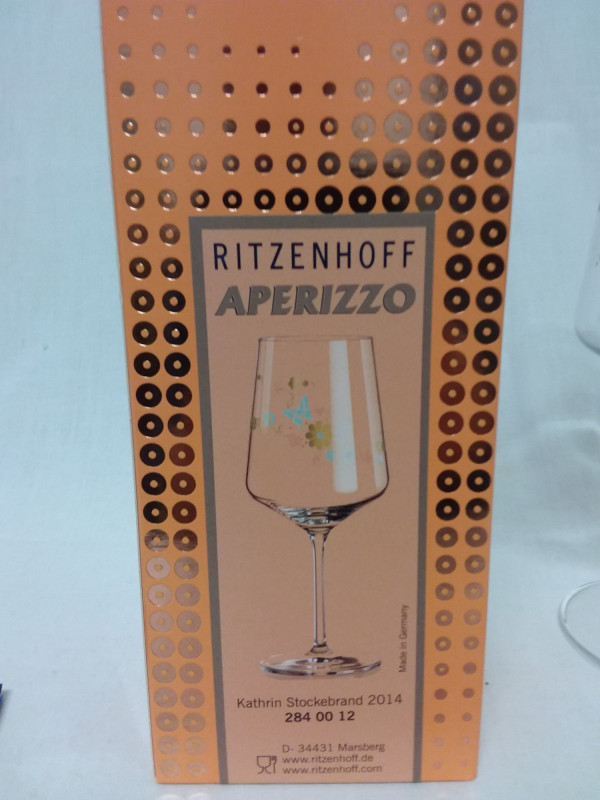 RITZENHOFF
APERIZZO
Made in Germany
Kathrin Stockebrand 2014
284 00 12
D- 34431 Marsberg
www.ritzenhoff.de
www.ritzenhoff.com